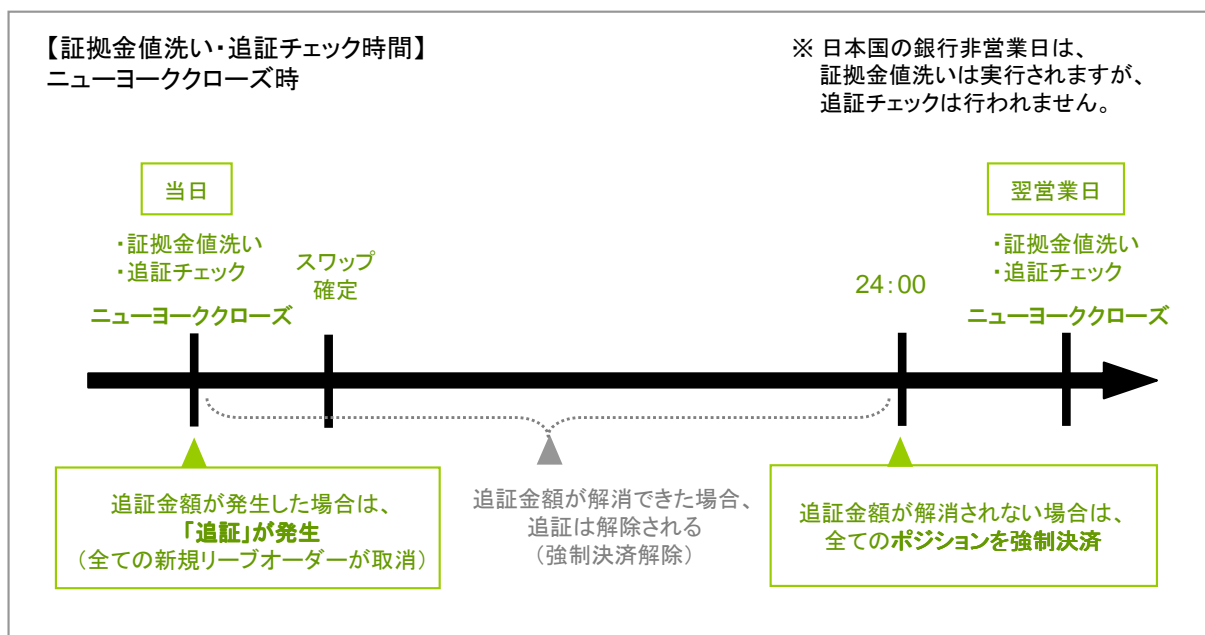 【証拠金値洗い・追証チェック時間】
ニューヨーククローズ時
※ 日本国の銀行非営業日は、
証拠金値洗いは実行されますが、
追証チェックは行われません。
当日
・証拠金値洗い
・追証チェック
ニューヨーククローズ
スワップ
確定
24:00
翌営業日
・証拠金値洗い
・追証チェック
ニューヨーククローズ
追証金額が発生した場合は、
「追証」が発生
（全ての新規リーブオーダーが取消）
追証金額が解消できた場合、
追証は解除される
（強制決済解除）
追証金額が解消されない場合は、
全てのポジションを強制決済